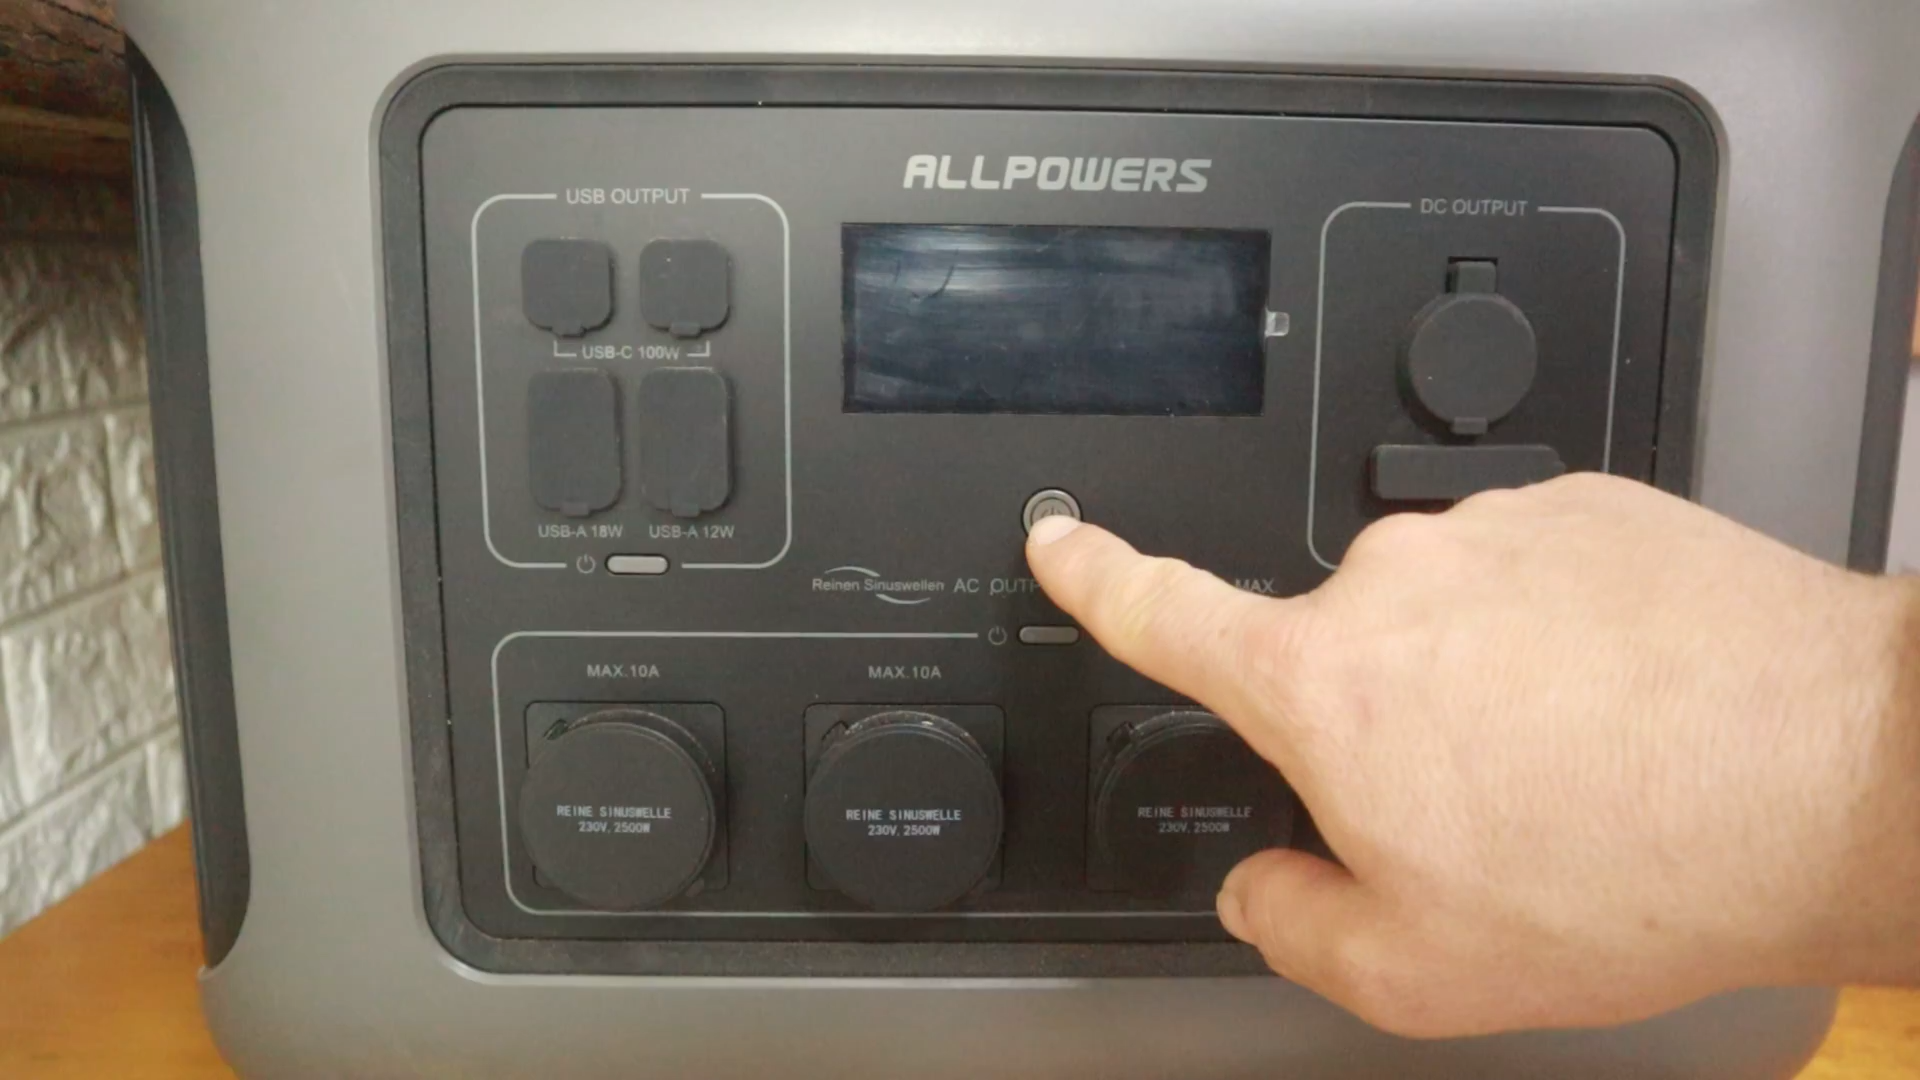 ALLPOWERS
USB OUTPUT
USB-C 100W
USB-A 18W USB-A 12W
DC OUTPUT
Reinen Sinuswellen AC OUTP MAX.
MAX.10A MAX.10A
REINE SINUSWELLE
230V, 2500W
REINE SINUSWELLE
230V, 2500W
REINE SINUSWELLE
230V, 2500W